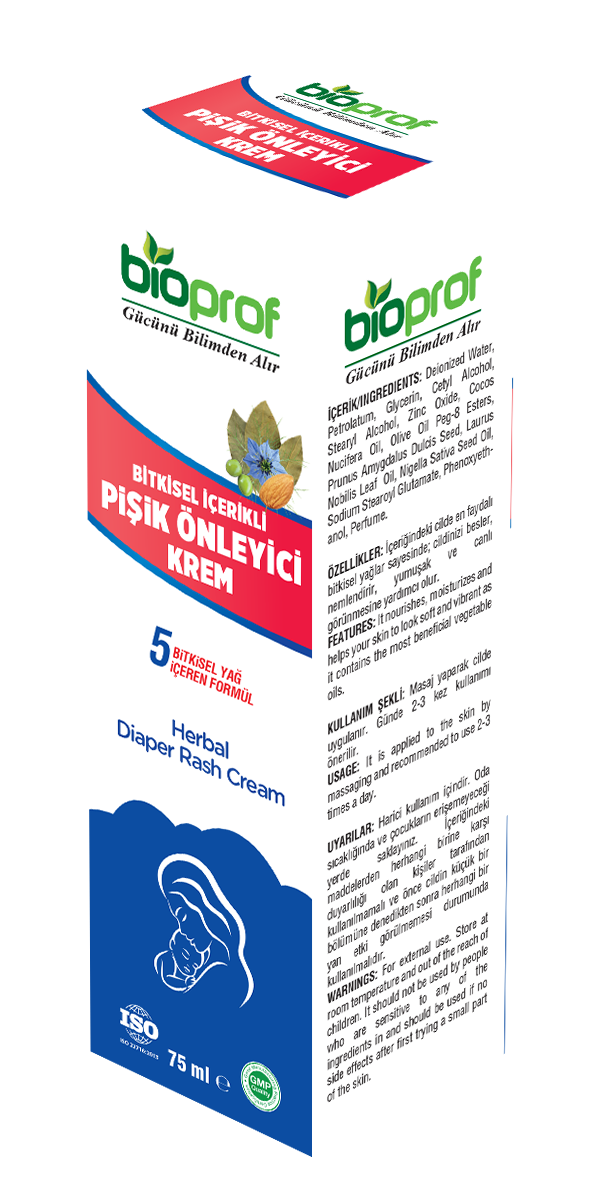 bioprof
Gücünü Bilimden Alır
BİTKİSEL İÇERİKLİ
PİŞİK ÖNLEYİCİ
KREM
bioprof
Gücünü Bilimden Alır
BİTKİSEL İÇERİKLİ
PİŞİK ÖNLEYİCİ
KREM
5 BİTKİSEL YAĞ
İÇEREN FORMÜL
Herbal
Diaper Rash Cream
ISO
ISO 22716:2013
75 ml e
GMP
Quality
bioprof
Gücünü Bilimden Alır
İÇERİK/INGREDIENTS: Deionized Water,
Petrolatum, Glycerin, Cetyl Alcohol,
Stearyl Alcohol, Zinc Oxide, Cocos
Nucifera Oil, Olive Oil Peg-8 Esters,
Prunus Amygdalus Dulcis Seed, Laurus
Nobilis Leaf Oil, Nigella Sativa Seed Oil,
Sodium Stearoyl Glutamate, Phenoxyeth-
anol, Perfume.
ÖZELLİKLER: İçeriğindeki cilde en faydalı
bitkisel yağlar sayesinde; cildinizi besler,
nemlendirir, yumuşak ve canlı
görünmesine yardımcı olur.
FEATURES: It nourishes, moisturizes and
helps your skin to look soft and vibrant as
it contains the most beneficial vegetable
oils.
KULLANIM ŞEKLİ: Masaj yaparak cilde
uygulanır. Günde 2-3 kez kullanımı
önerilir.
USAGE: It is applied to the skin by
massaging and recommended to use 2-3
times a day.
UYARILAR: Harici kullanım içindir. Oda
sıcaklığında ve çocukların erişemeyeceği
yerde saklayınız. İçeriğindeki
maddelerden herhangi birine karşı
duyarlılığı olan kişiler tarafından
kullanılmamalı ve önce cildin küçük bir
bölümüne denedikten sonra herhangi bir
yan etki görülmemesi durumunda
kullanılmalıdır.
WARNINGS: For external use. Store at
room temperature and out of the reach of
children. It should not be used by people
who are sensitive to any of the
ingredients in and should be used if no
side effects after first trying a small part
of the skin.